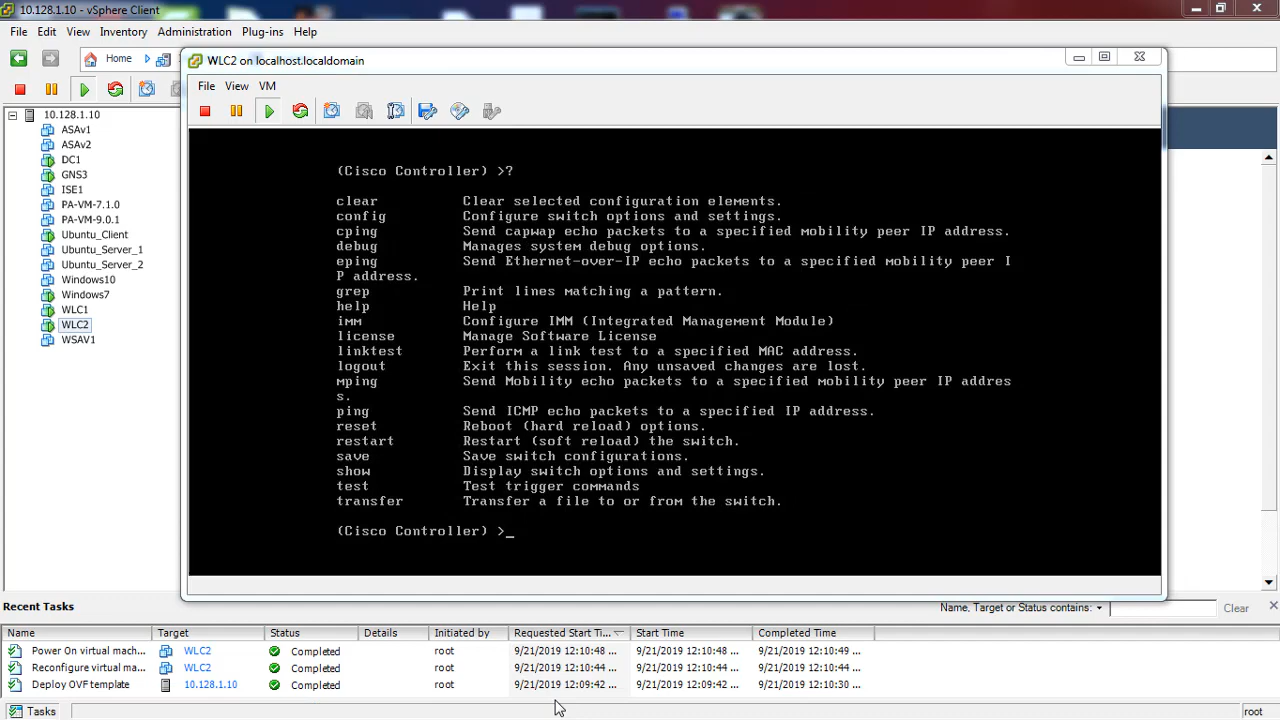 10.128.1.10 - vSphere Client
File Edit View Inventory Administration Plug-ins Help
Home
WLC2 on localhost.localdomain
File View VM
10.128.1.10
ASAv1
ASAv2
DC1
GNS3
ISE1
PA-VM-7.1.0
PA-VM-9.0.1
Ubuntu_Client
Ubuntu_Server_1
Ubuntu_Server_2
Windows10
Windows7
WLC1
WLC2
WSAV1
(Cisco Controller) >?
clear Clear selected configuration elements.
config Configure switch options and settings.
cping Send capwap echo packets to a specified mobility peer IP address.
debug Manages system debug options.
eping Send Ethernet-over-IP echo packets to a specified mobility peer I
P address.
grep Print lines matching a pattern.
help Help
imm Configure IMM (Integrated Management Module)
license Manage Software License
linktest Perform a link test to a specified MAC address.
logout Exit this session. Any unsaved changes are lost.
mping Send Mobility echo packets to a specified mobility peer IP addres
s.
ping Send ICMP echo packets to a specified IP address.
reset Reboot (hard reload) options.
restart Restart (soft reload) the switch.
save Save switch configurations.
show Display switch options and settings.
test Test trigger commands
transfer Transfer a file to or from the switch.
(Cisco Controller) >_
Recent Tasks
Name, Target or Status contains: Clear
Name Target Status Details Initiated by Requested Start Ti... Start Time Completed Time
Power On virtual mach... WLC2 Completed root 9/21/2019 12:10:48 ... 9/21/2019 12:10:48 ... 9/21/2019 12:10:49 ...
Reconfigure virtual ma... WLC2 Completed root 9/21/2019 12:10:44 ... 9/21/2019 12:10:44 ... 9/21/2019 12:10:44 ...
Deploy OVF template 10.128.1.10 Completed root 9/21/2019 12:09:42 ... 9/21/2019 12:09:42 ... 9/21/2019 12:10:30 ...
Tasks root